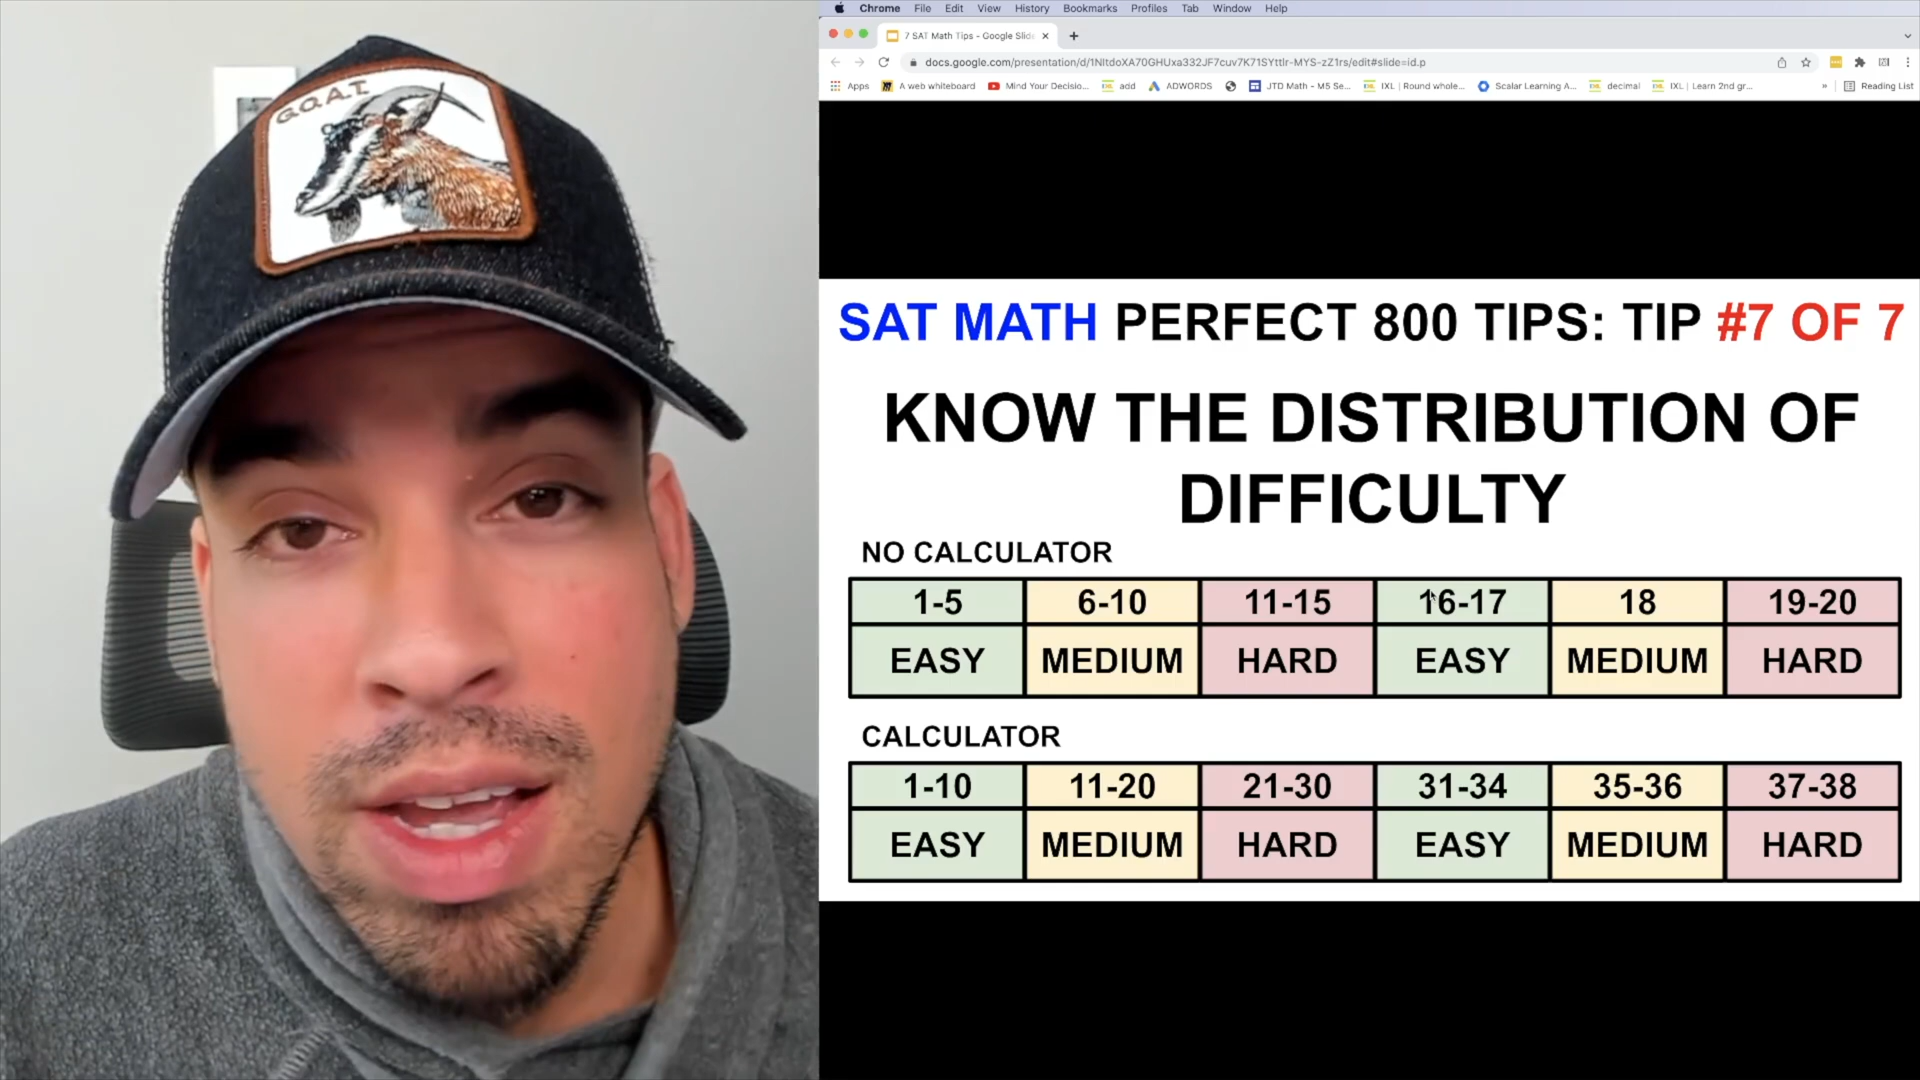 G.O.A.T
Chrome File Edit View History Bookmarks Profiles Tab Window Help
7 SAT Math Tips - Google Slid
docs.google.com/presentation/d/1NltdoXA70GHUxa332JF7cuv7K71SYttlr-MYS-zZ1rs/edit#slide=id.p
Apps A web whiteboard Mind Your Decisio... add ADWORDS JTD Math - M5 Se... IXL | Round whole... Scalar Learning A... decimal IXL | Learn 2nd gr... » Reading List
SAT MATH PERFECT 800 TIPS: TIP #7 OF 7
KNOW THE DISTRIBUTION OF
DIFFICULTY
NO CALCULATOR
1-5 6-10 11-15 16-17 18 19-20
EASY MEDIUM HARD EASY MEDIUM HARD
CALCULATOR
1-10 11-20 21-30 31-34 35-36 37-38
EASY MEDIUM HARD EASY MEDIUM HARD